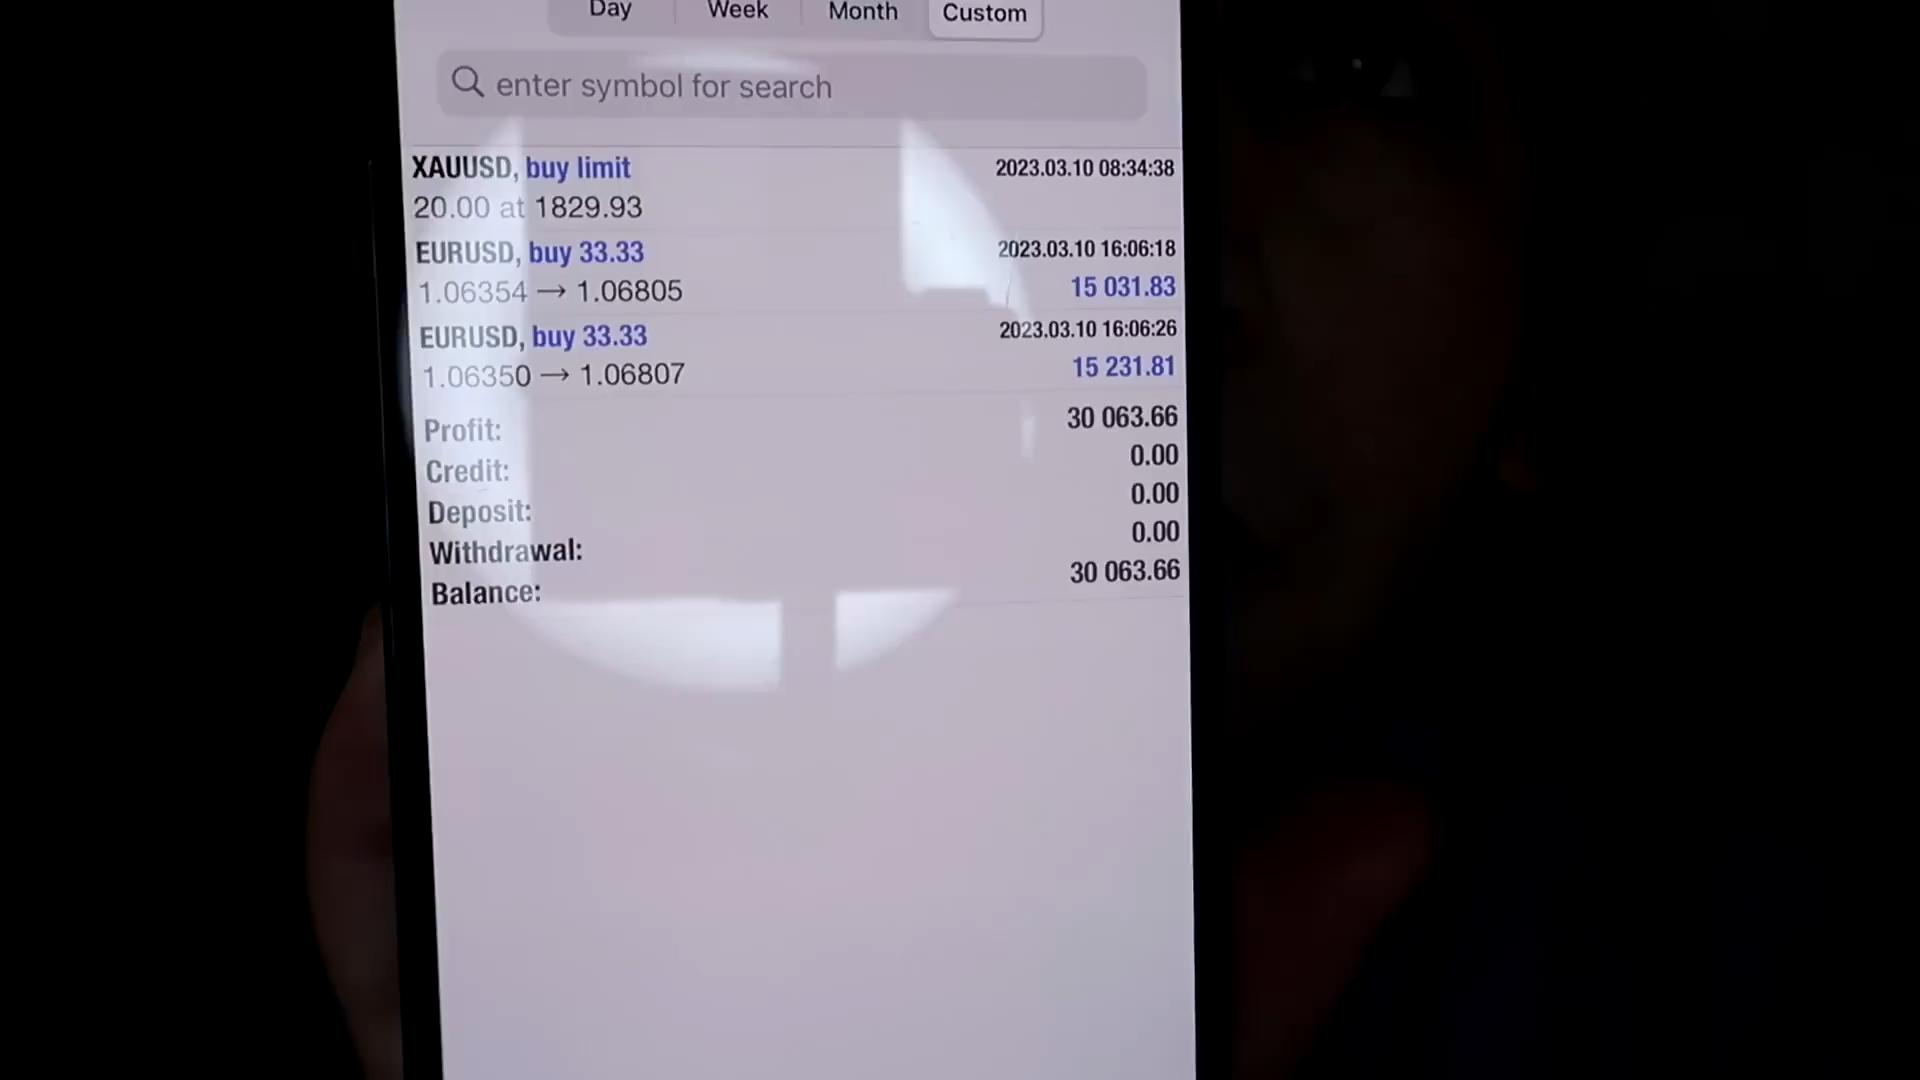 Day Week Month Custom
enter symbol for search
XAUUSD, buy limit 2023.03.10 08:34:38
20.00 at 1829.93
EURUSD, buy 33.33 2023.03.10 16:06:18
1.06354 → 1.06805 15 031.83
EURUSD, buy 33.33 2023.03.10 16:06:26
1.06350 → 1.06807 15 231.81
Profit: 30 063.66
Credit: 0.00
Deposit: 0.00
Withdrawal: 0.00
Balance: 30 063.66